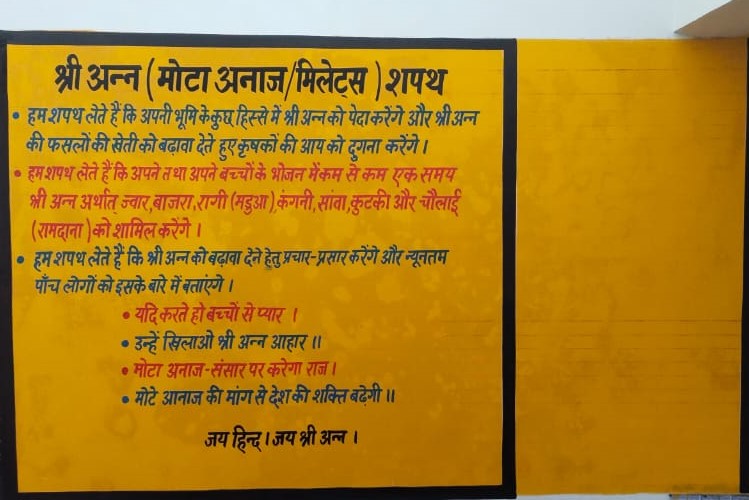 श्री अन्न (मोटा अनाज/मिलेट्स) शपथ
• हम शपथ लेते हैं कि अपनी भूमि के कुछ हिस्से में श्री अन्न को पैदा करेंगे और श्री अन्न
की फसलों की खेती को बढ़ावा देते हुए कृषकों की आय को दुगना करेंगे।
• हम शपथ लेते हैं कि अपने तथा अपने बच्चों के भोजन में कम से कम एक समय
श्री अन्न अर्थात् ज्वार, बाजरा, रागी (मडुआ), कंगनी, सांवा, कुटकी और चौलाई
(रामदाना) को शामिल करेंगे।
• हम शपथ लेते हैं कि श्री अन्न को बढ़ावा देने हेतु प्रचार-प्रसार करेंगे और न्यूनतम
पाँच लोगों को इसके बारे में बताएंगे।
• यदि करते हो बच्चों से प्यार ।
• उन्हें खिलाओ श्री अन्न आहार ॥
• मोटा अनाज-संसार पर करेगा राज।
• मोटे आनाज की मांग से देश की शक्ति बढेगी॥
जय हिन्द। जय श्री अन्न ।